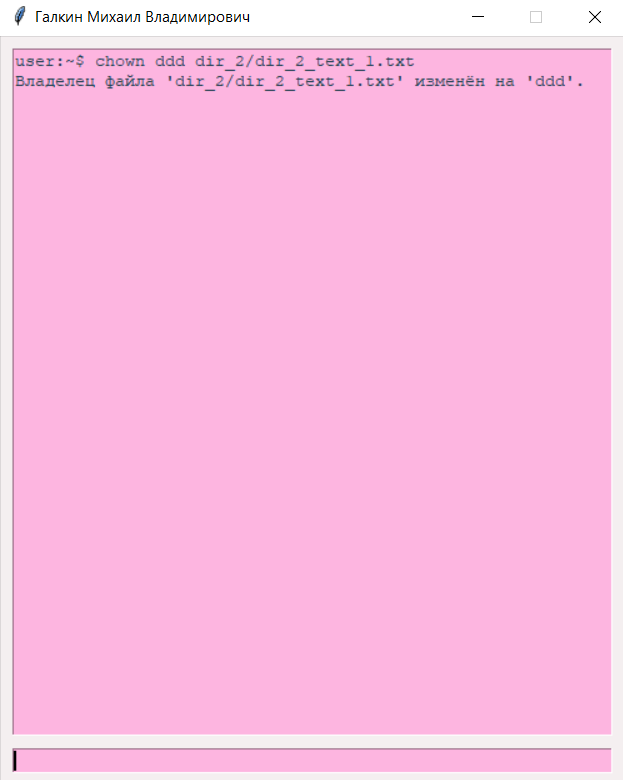 Галкин Михаил Владимирович
user:~$ chown ddd dir_2/dir_2_text_1.txt
Владелец файла 'dir_2/dir_2_text_1.txt' изменён на 'ddd'.